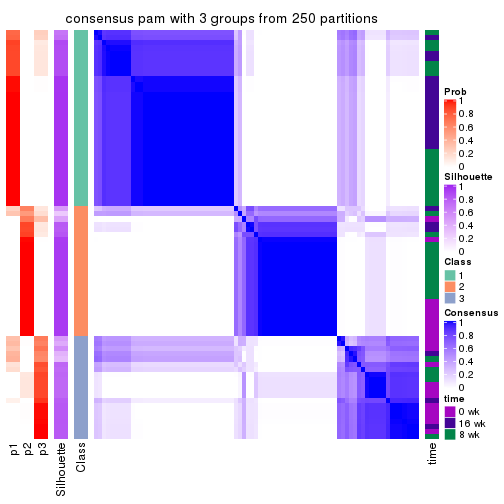 consensus pam with 3 groups from 250 partitions
Prob
1
0.8
0.6
0.4
0.2
0
Silhouette
1
0.8
0.6
0.4
0.2
0
Class
1
2
3
Consensus
1
0.8
0.6
0.4
0.2
0
time
0 wk
16 wk
8 wk
p1
p2
p3
Silhouette
Class
time